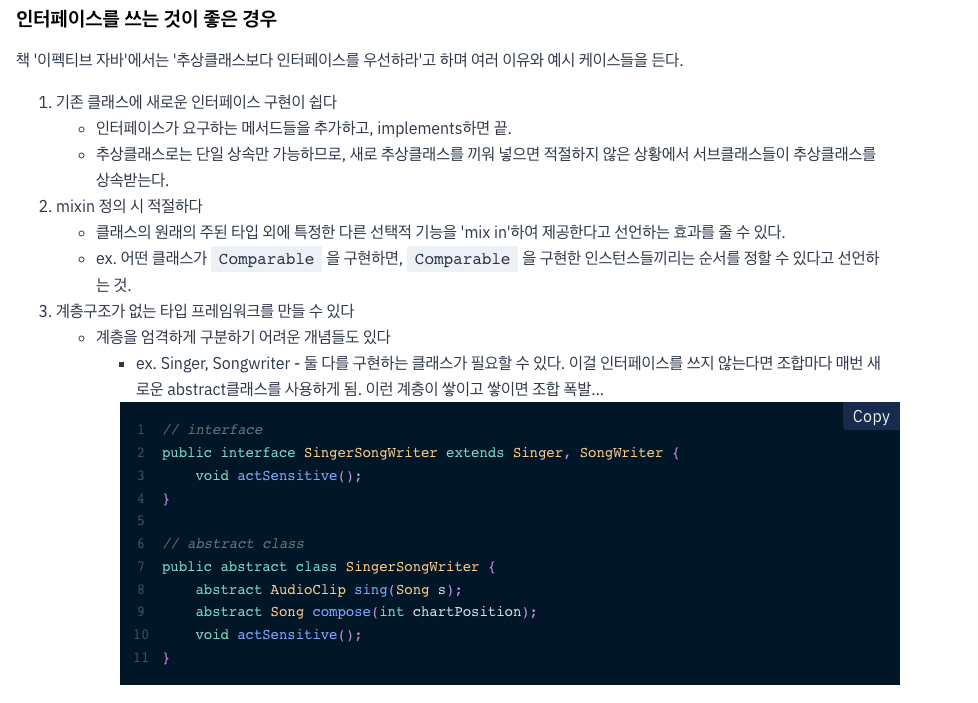 인터페이스를 쓰는 것이 좋은 경우
책 '이펙티브 자바'에서는 '추상클래스보다 인터페이스를 우선하라'고 하며 여러 이유와 예시 케이스들을 든다.
1. 기존 클래스에 새로운 인터페이스 구현이 쉽다
◦ 인터페이스가 요구하는 메서드들을 추가하고, implements하면 끝.
◦ 추상클래스로는 단일 상속만 가능하므로, 새로 추상클래스를 끼워 넣으면 적절하지 않은 상황에서 서브클래스들이 추상클래스를
상속받는다.
2. mixin 정의 시 적절하다
◦ 클래스의 원래의 주된 타입 외에 특정한 다른 선택적 기능을 'mix in'하여 제공한다고 선언하는 효과를 줄 수 있다.
◦ ex. 어떤 클래스가 Comparable 을 구현하면, Comparable 을 구현한 인스턴스들끼리는 순서를 정할 수 있다고 선언하
는 것.
3. 계층구조가 없는 타입 프레임워크를 만들 수 있다
◦ 계층을 엄격하게 구분하기 어려운 개념들도 있다
▪ ex. Singer, Songwriter - 둘 다를 구현하는 클래스가 필요할 수 있다. 이걸 인터페이스를 쓰지 않는다면 조합마다 매번 새
로운 abstract클래스를 사용하게 됨. 이런 계층이 쌓이고 쌓이면 조합 폭발...
Copy
1 // interface
2 public interface SingerSongWriter extends Singer, SongWriter {
3     void actSensitive();
4 }
5
6 // abstract class
7 public abstract class SingerSongWriter {
8     abstract AudioClip sing(Song s);
9     abstract Song compose(int chartPosition);
10     void actSensitive();
11 }